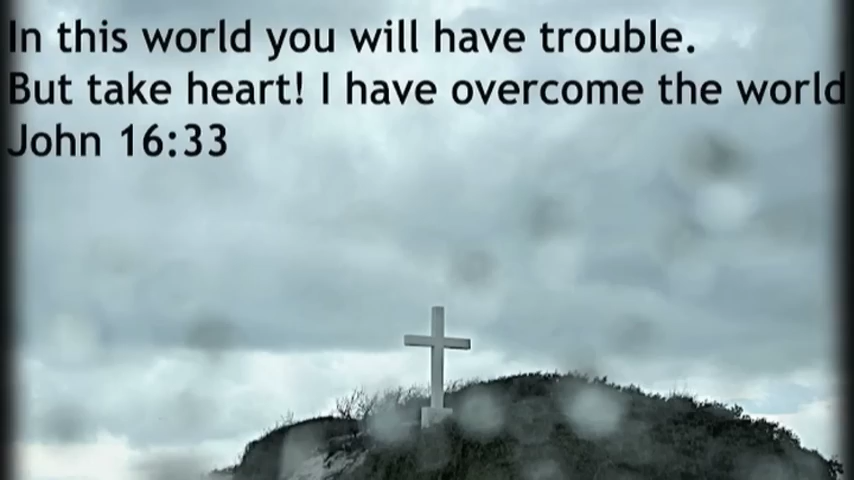 In this world you will have trouble.
But take heart! I have overcome the world
John 16:33